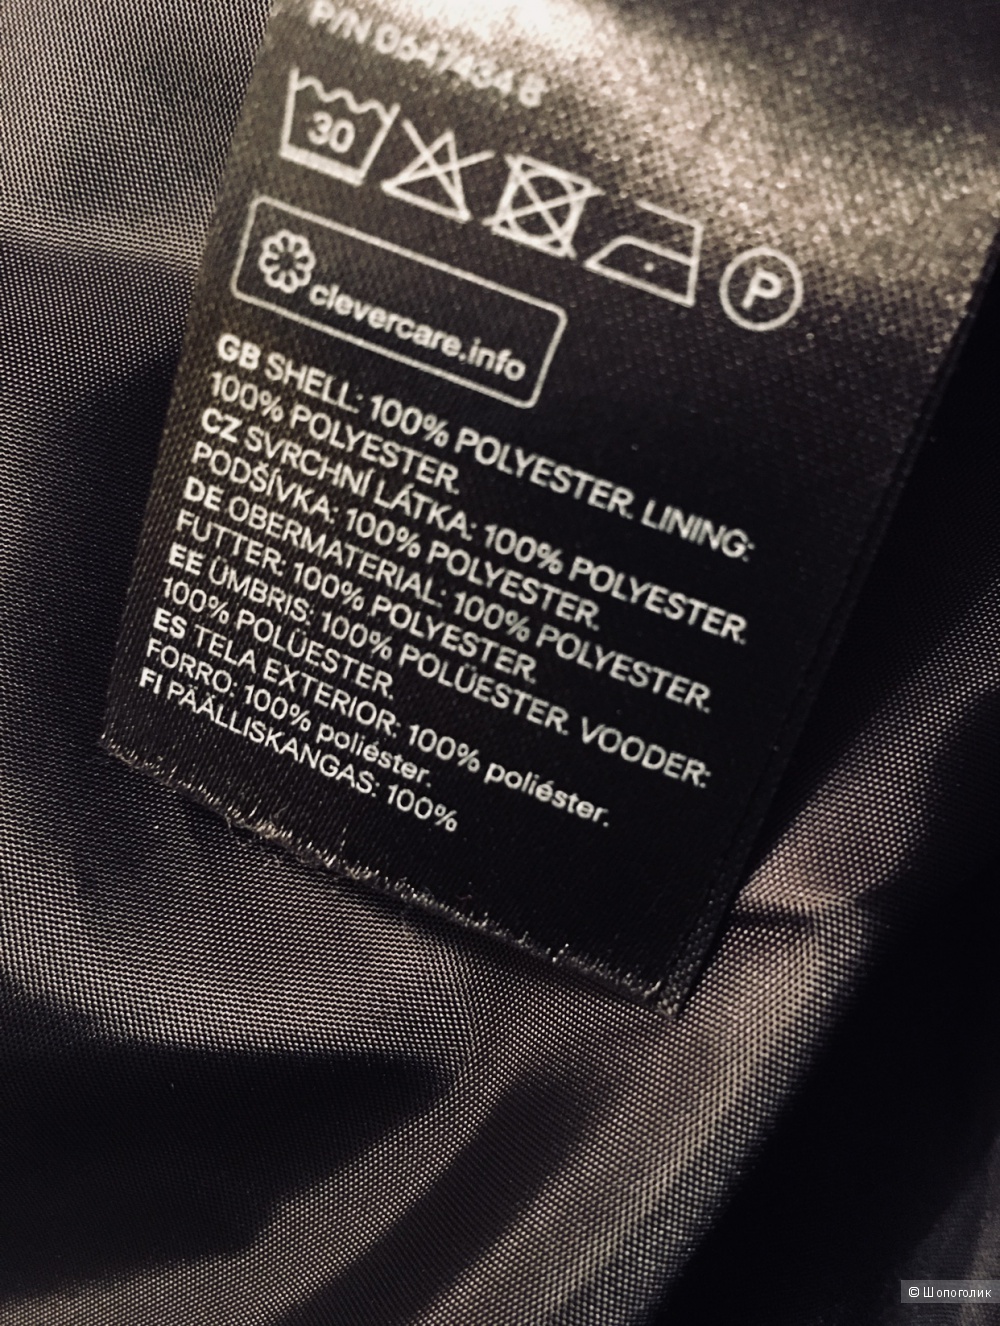 P/N 0647434 8
30
P
clevercare.info
GB SHELL: 100% POLYESTER. LINING:
100% POLYESTER.
CZ SVRCHNÍ LÁTKA: 100% POLYESTER.
PODŠÍVKA: 100% POLYESTER.
DE OBERMATERIAL: 100% POLYESTER.
FUTTER: 100% POLYESTER.
EE ÜMBRIS: 100% POLÜESTER. VOODER:
100% POLÜESTER.
ES TELA EXTERIOR: 100% poliéster.
FORRO: 100% poliéster.
FI PÄÄLLISKANGAS: 100%
© Шопоголик